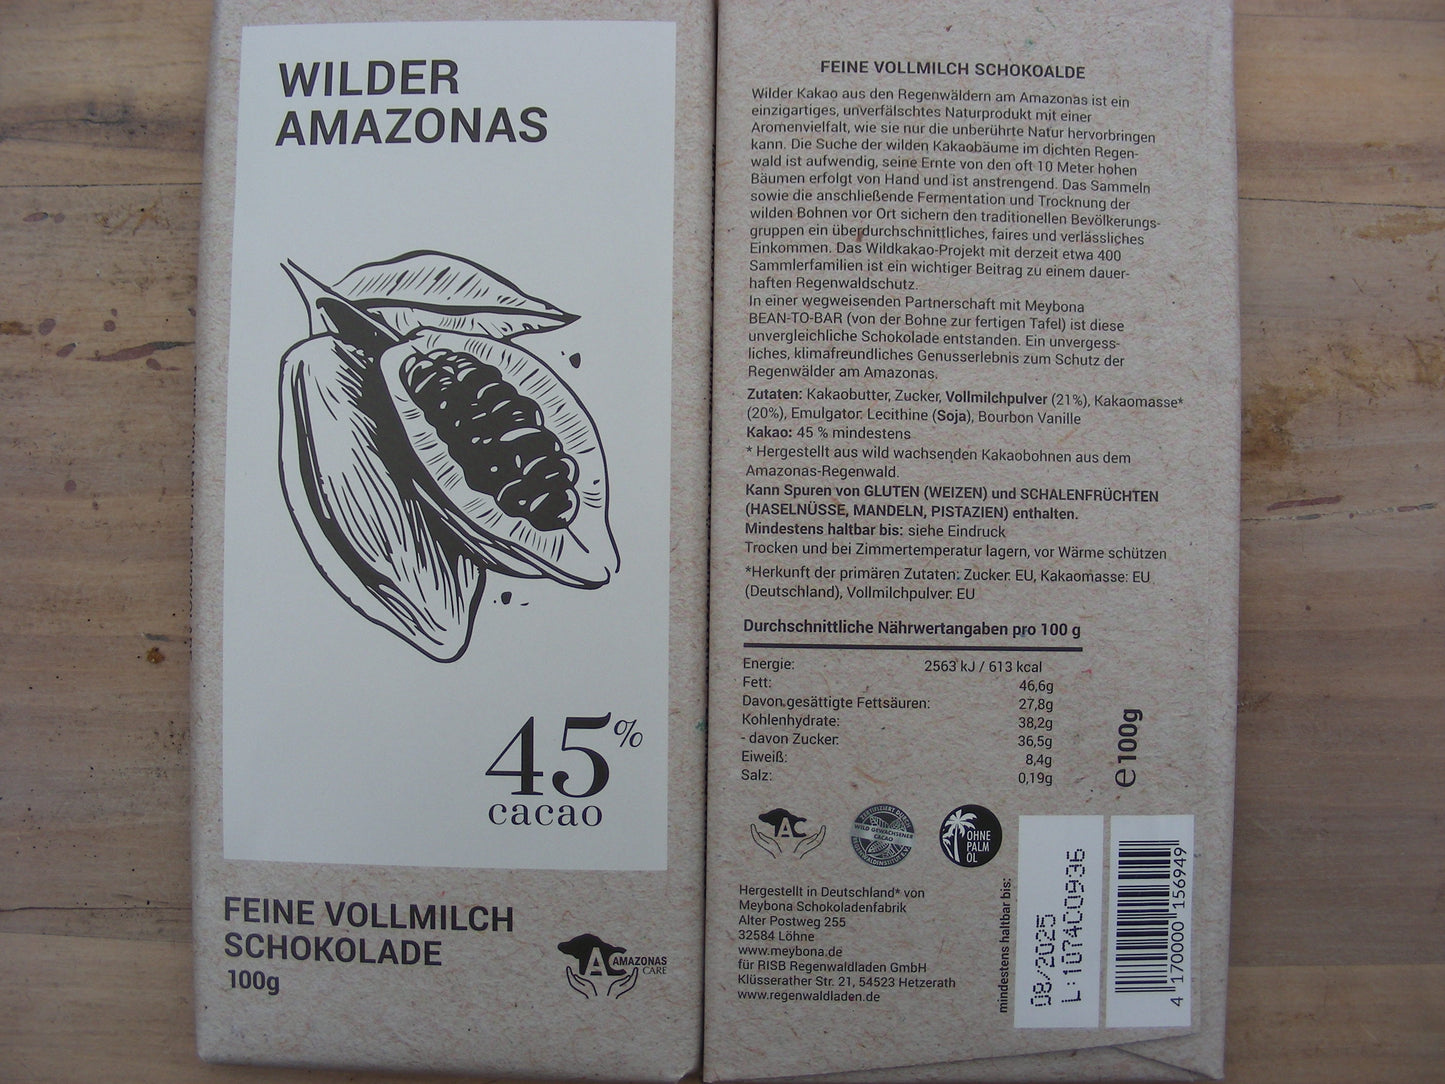 WILDER
AMAZONAS
45%
cacao
FEINE VOLLMILCH
SCHOKOLADE
100g
AC AMAZONAS
CARE
FEINE VOLLMILCH SCHOKOALDE
Wilder Kakao aus den Regenwäldern am Amazonas ist ein
einzigartiges, unverfälschtes Naturprodukt mit einer
Aromenvielfalt, wie sie nur die unberührte Natur hervorbringen
kann. Die Suche der wilden Kakaobäume im dichten Regen-
wald ist aufwendig, seine Ernte von den oft 10 Meter hohen
Bäumen erfolgt von Hand und ist anstrengend. Das Sammeln
sowie die anschließende Fermentation und Trocknung der
wilden Bohnen vor Ort sichern den traditionellen Bevölkerungs-
gruppen ein überdurchschnittliches, faires und verlässliches
Einkommen. Das Wildkakao-Projekt mit derzeit etwa 400
Sammlerfamilien ist ein wichtiger Beitrag zu einem dauer-
haften Regenwaldschutz.
In einer wegweisenden Partnerschaft mit Meybona
BEAN-TO-BAR (von der Bohne zur fertigen Tafel) ist diese
unvergleichliche Schokolade entstanden. Ein unvergess-
liches, klimafreundliches Genusserlebnis zum Schutz der
Regenwälder am Amazonas.
Zutaten: Kakaobutter, Zucker, Vollmilchpulver (21%), Kakaomasse*
(20%), Emulgator: Lecithine (Soja), Bourbon Vanille
Kakao: 45 % mindestens
* Hergestellt aus wild wachsenden Kakaobohnen aus dem
Amazonas-Regenwald.
Kann Spuren von GLUTEN (WEIZEN) und SCHALENFRÜCHTEN
(HASELNÜSSE, MANDELN, PISTAZIEN) enthalten.
Mindestens haltbar bis: siehe Eindruck
Trocken und bei Zimmertemperatur lagern, vor Wärme schützen
*Herkunft der primären Zutaten: Zucker: EU, Kakaomasse: EU
(Deutschland), Vollmilchpulver: EU
Durchschnittliche Nährwertangaben pro 100 g
Energie: 2563 kJ / 613 kcal
Fett: 46,6g
Davon gesättigte Fettsäuren: 27,8g
Kohlenhydrate: 38,2g
- davon Zucker: 36,5g
Eiweiß: 8,4g
Salz: 0,19g
e 100g
AC
ZERTIFIZIERT DURCH
WILD GEWACHSENER
CACAO
REGENWALDINSTITUT E.V.
OHNE
PALM
ÖL
Hergestellt in Deutschland* von
Meybona Schokoladenfabrik
Alter Postweg 255
32584 Löhne
www.meybona.de
für RISB Regenwaldladen GmbH
Klüsserather Str. 21, 54523 Hetzerath
www.regenwaldladen.de
mindestens haltbar bis:
08/2025
L:1074C0936
4 170000 156949